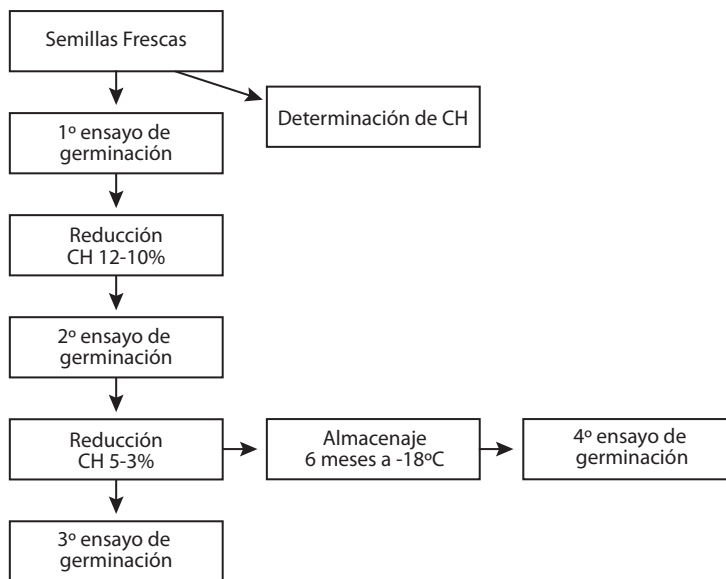 Semillas Frescas
Determinación de CH
1º ensayo de
germinación
Reducción
CH 12-10%
2º ensayo de
germinación
Reducción
CH 5-3%
Almacenaje
6 meses a -18ºC
4º ensayo de
germinación
3º ensayo de
germinación